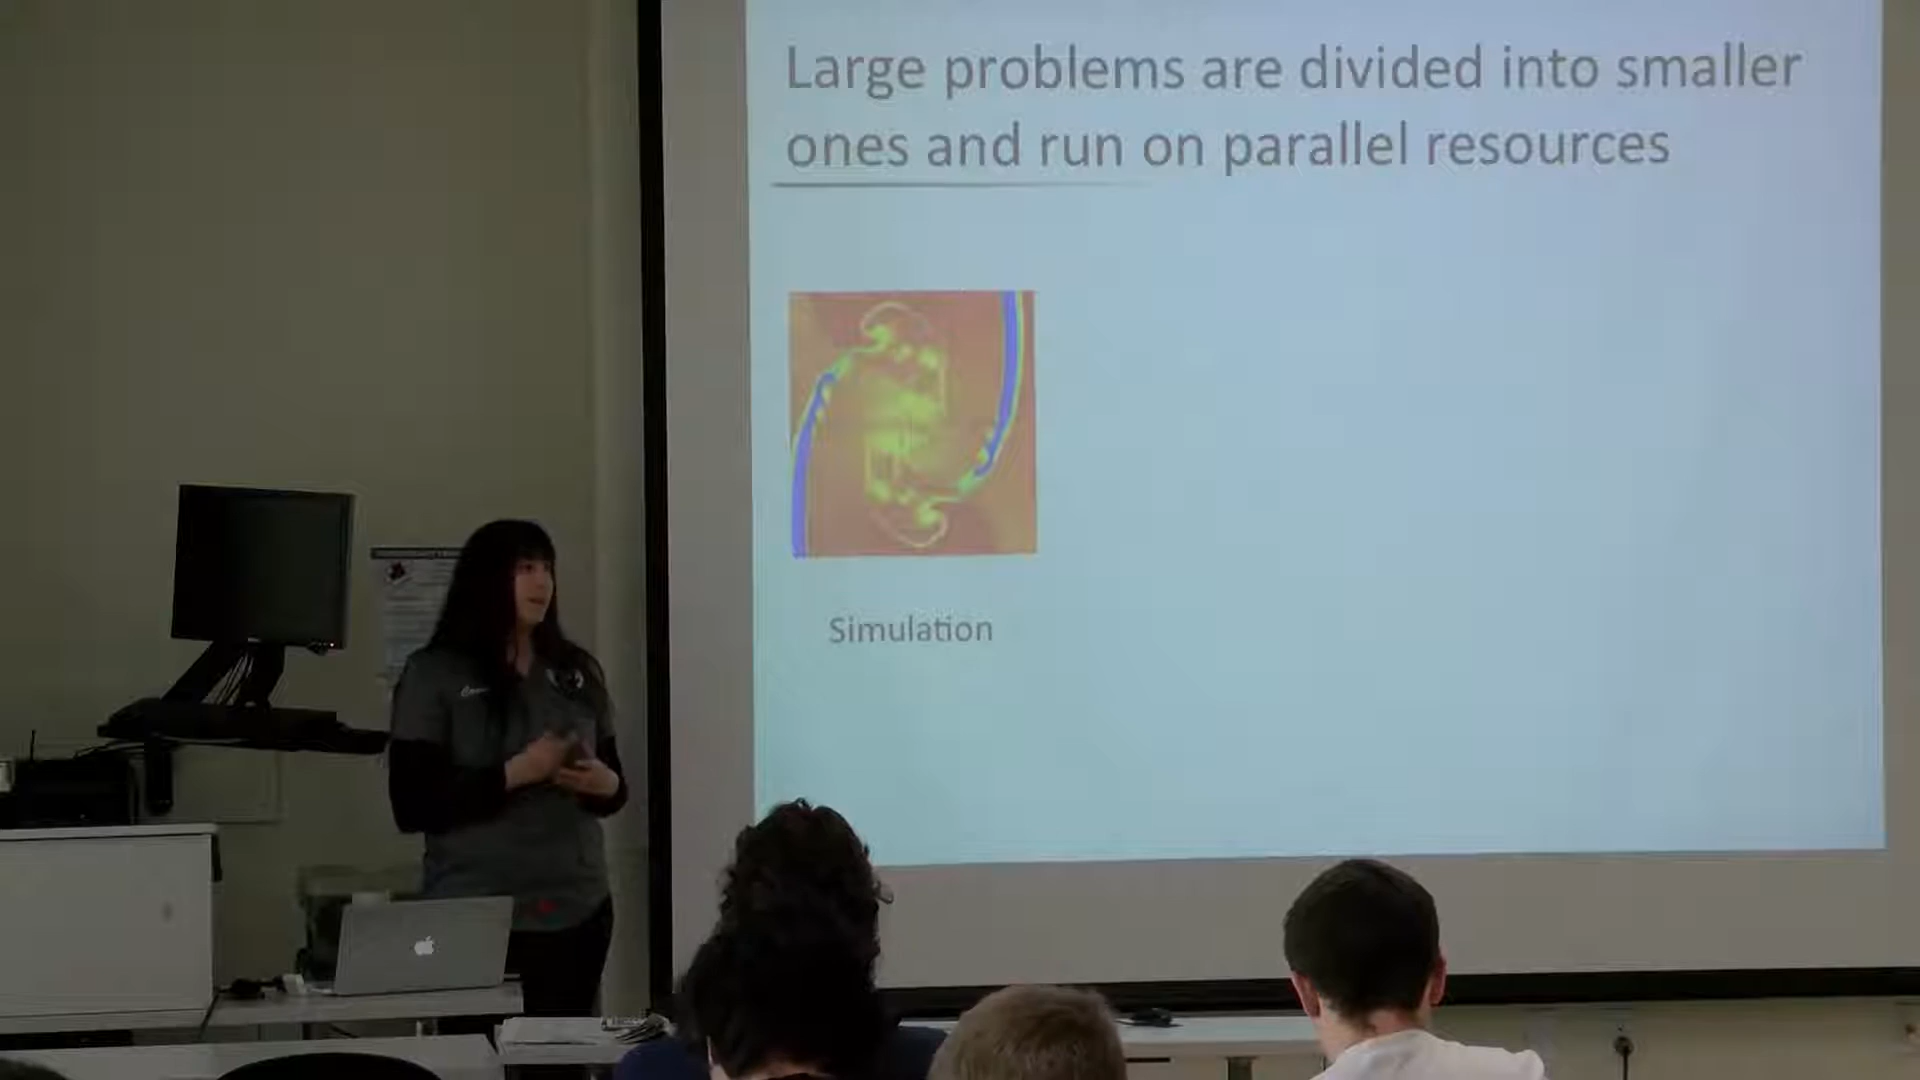 Large problems are divided into smaller
ones and run on parallel resources
Simulation